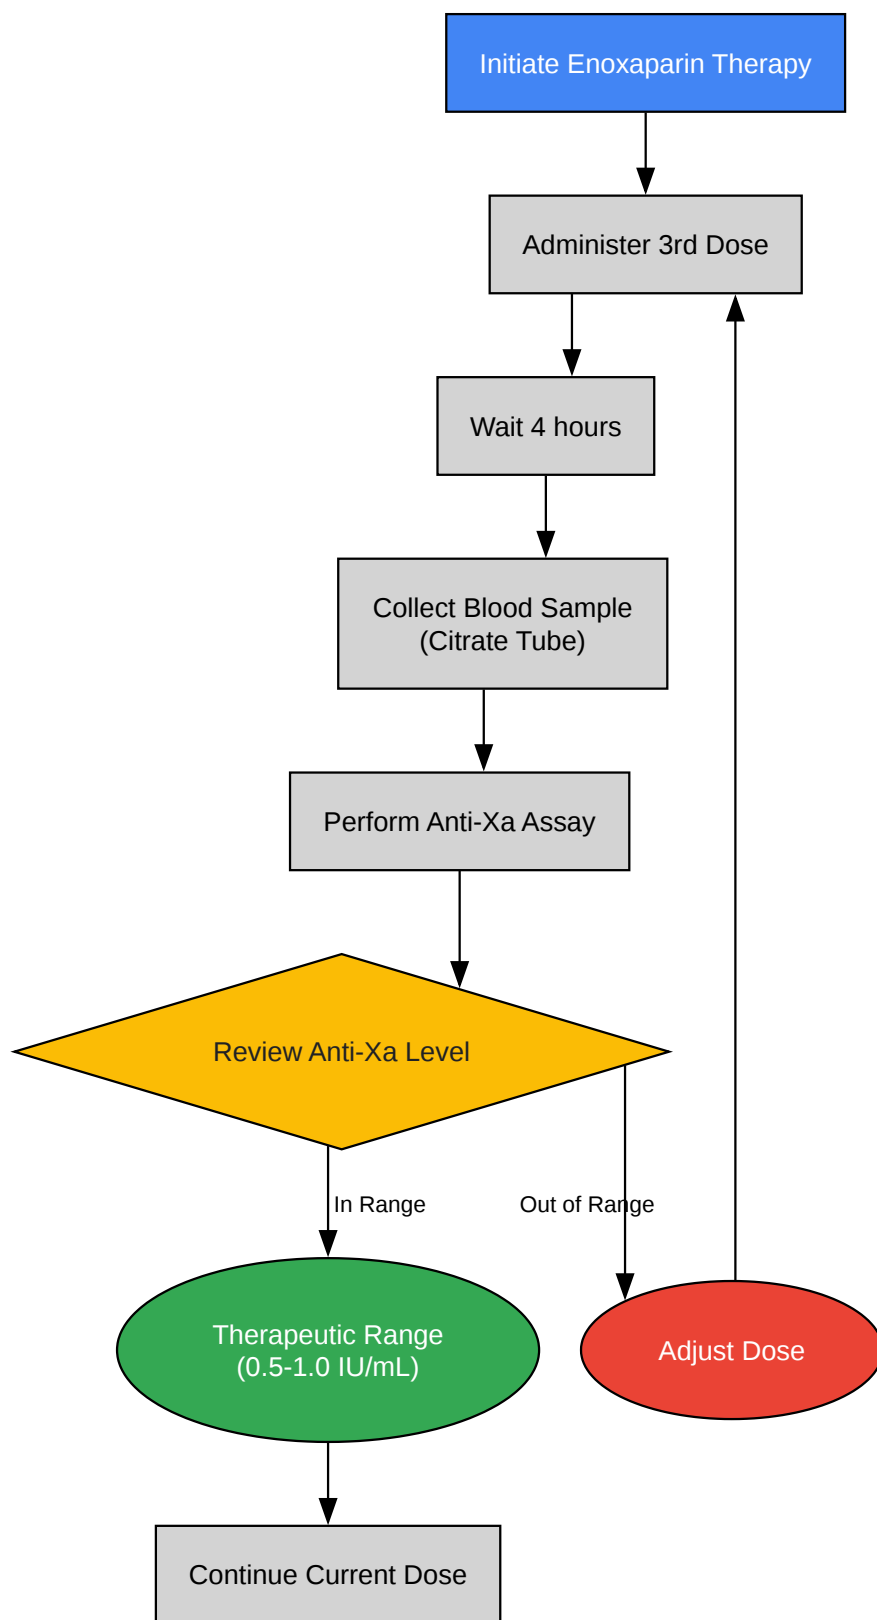 Initiate Enoxaparin Therapy
Administer 3rd Dose
Wait 4 hours
Collect Blood Sample
(Citrate Tube)
Perform Anti-Xa Assay
Review Anti-Xa Level
In Range
Out of Range
Therapeutic Range
(0.5-1.0 IU/mL)
Adjust Dose
Continue Current Dose